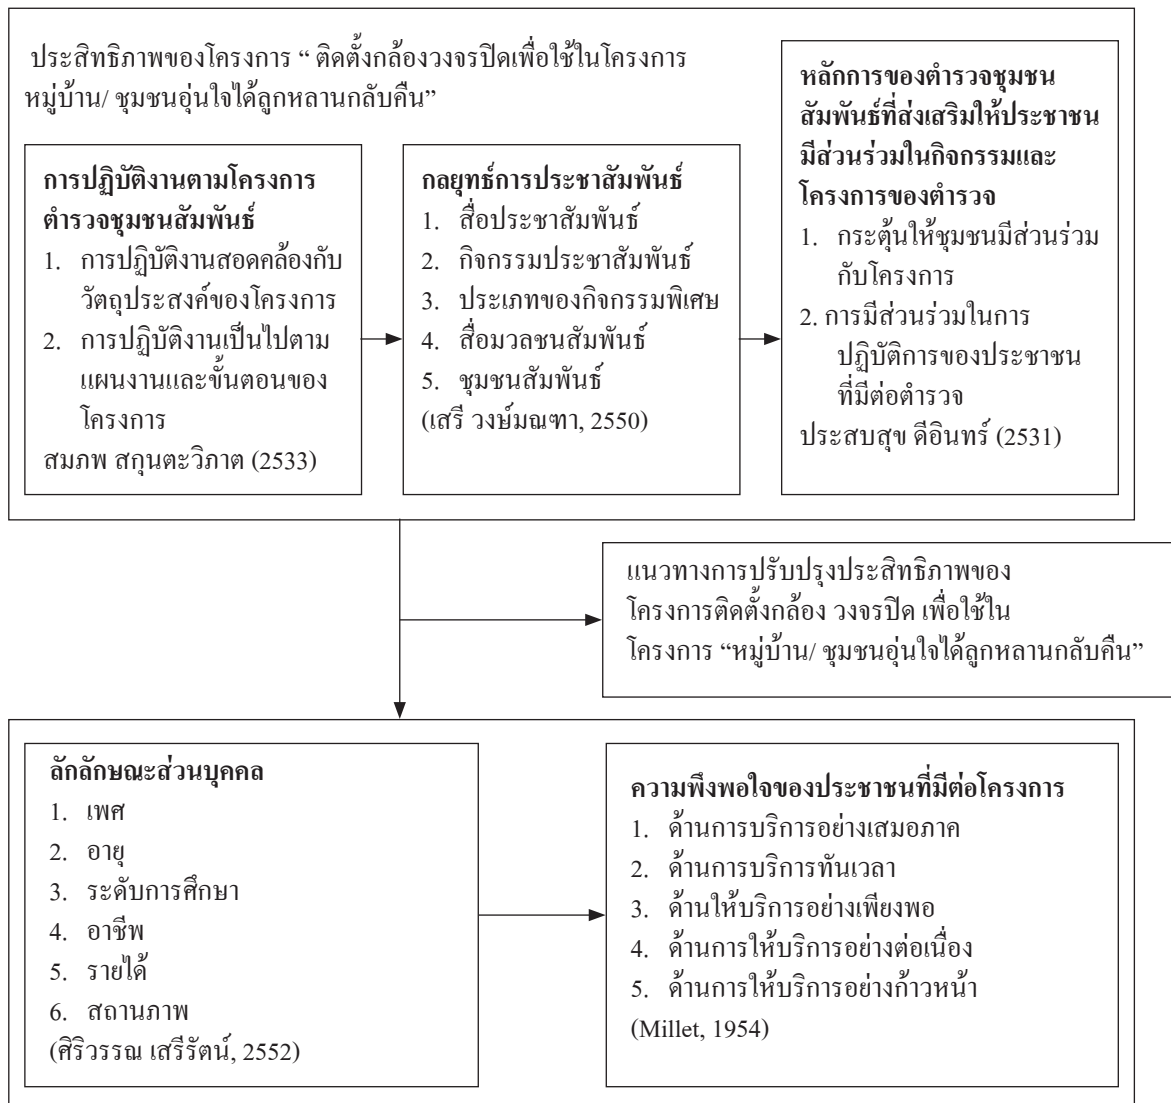 ประสิทธิภาพของโครงการ “ ติดตั้งกล้องวงจรปิดเพื่อใช้ในโครงการ
หมู่บ้าน/ ชุมชนอุ่นใจได้ลูกหลานกลับคืน”
การปฏิบัติงานตามโครงการ
ตำรวจชุมชนสัมพันธ์
1. การปฏิบัติงานสอดคล้องกับ
วัตถุประสงค์ของโครงการ
2. การปฏิบัติงานเป็นไปตาม
แผนงานและขั้นตอนของ
โครงการ
สมภพ สกุนตะวิภาต (2533)
กลยุทธ์การประชาสัมพันธ์
1. สื่อประชาสัมพันธ์
2. กิจกรรมประชาสัมพันธ์
3. ประเภทของกิจกรรมพิเศษ
4. สื่อมวลชนสัมพันธ์
5. ชุมชนสัมพันธ์
(เสรี วงษ์มณฑา, 2550)
หลักการของตำรวจชุมชน
สัมพันธ์ที่ส่งเสริมให้ประชาชน
มีส่วนร่วมในกิจกรรมและ
โครงการของตำรวจ
1. กระตุ้นให้ชุมชนมีส่วนร่วม
กับโครงการ
2. การมีส่วนร่วมในการ
ปฏิบัติการของประชาชน
ที่มีต่อตำรวจ
ประสบสุข ดีอินทร์ (2531)
แนวทางการปรับปรุงประสิทธิภาพของ
โครงการติดตั้งกล้อง วงจรปิด เพื่อใช้ใน
โครงการ “หมู่บ้าน/ ชุมชนอุ่นใจได้ลูกหลานกลับคืน”
ลักลักษณะส่วนบุคคล
1. เพศ
2. อายุ
3. ระดับการศึกษา
4. อาชีพ
5. รายได้
6. สถานภาพ
(ศิริวรรณ เสรีรัตน์, 2552)
ความพึงพอใจของประชาชนที่มีต่อโครงการ
1. ด้านการบริการอย่างเสมอภาค
2. ด้านการบริการทันเวลา
3. ด้านให้บริการอย่างเพียงพอ
4. ด้านการให้บริการอย่างต่อเนื่อง
5. ด้านการให้บริการอย่างก้าวหน้า
(Millet, 1954)